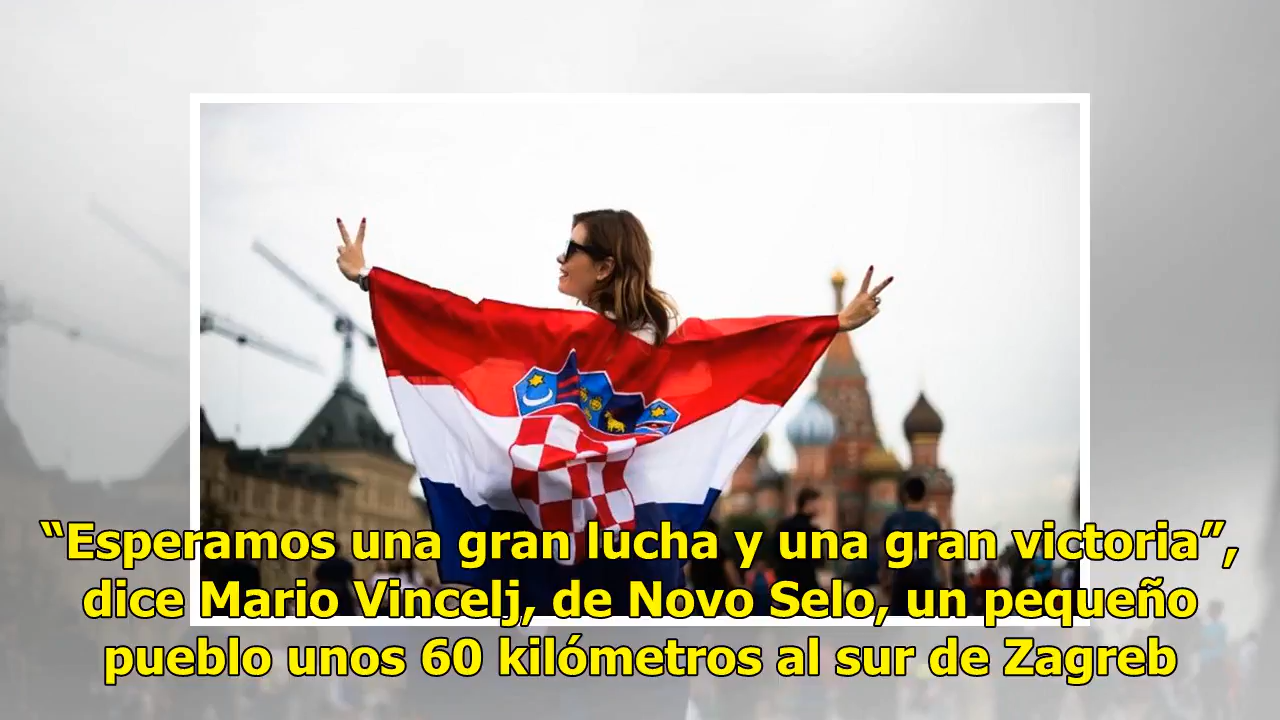 “Esperamos una gran lucha y una gran victoria”,
dice Mario Vincelj, de Novo Selo, un pequeño
pueblo unos 60 kilómetros al sur de Zagreb